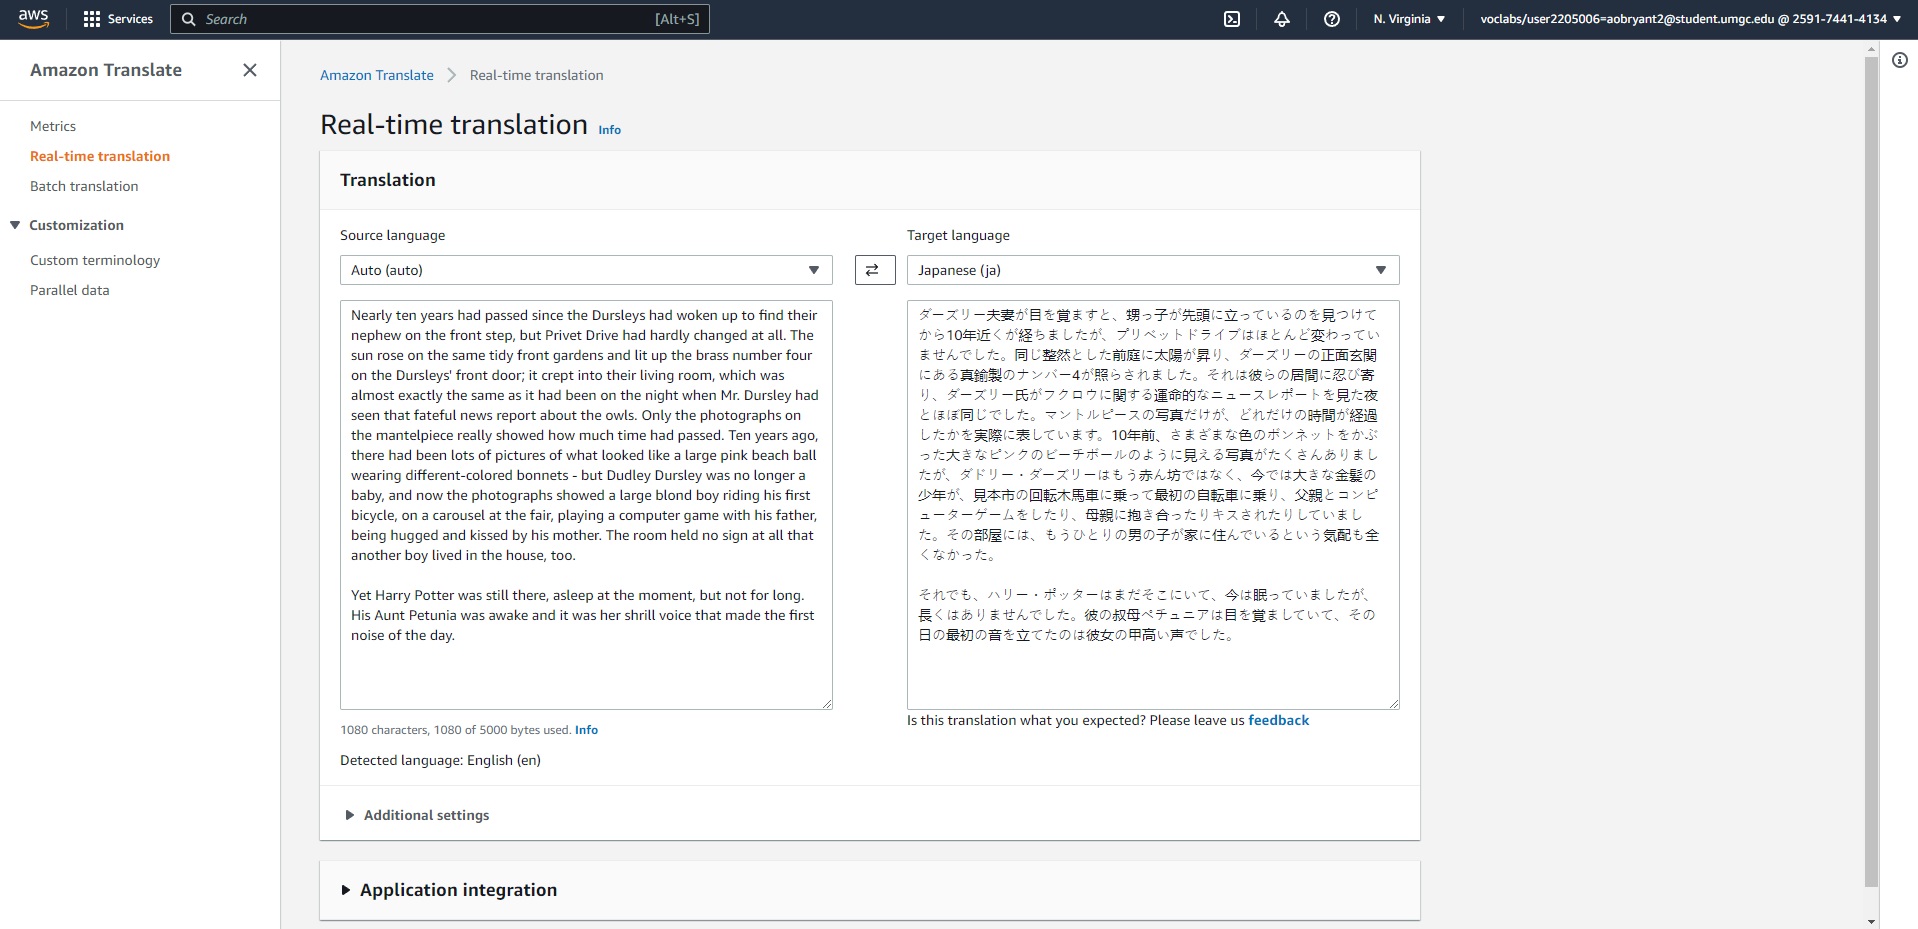 aws
Services
Search
[Alt+S]
N. Virginia
voclabs/user2205006=aobryant2@student.umgc.edu @ 2591-7441-4134
Amazon Translate
Metrics
Real-time translation
Batch translation
Customization
Custom terminology
Parallel data
Amazon Translate
Real-time translation
Real-time translation Info
Translation
Source language
Auto (auto)
Nearly ten years had passed since the Dursleys had woken up to find their
nephew on the front step, but Privet Drive had hardly changed at all. The
sun rose on the same tidy front gardens and lit up the brass number four
on the Dursleys' front door; it crept into their living room, which was
almost exactly the same as it had been on the night when Mr. Dursley had
seen that fateful news report about the owls. Only the photographs on
the mantelpiece really showed how much time had passed. Ten years ago,
there had been lots of pictures of what looked like a large pink beach ball
wearing different-colored bonnets - but Dudley Dursley was no longer a
baby, and now the photographs showed a large blond boy riding his first
bicycle, on a carousel at the fair, playing a computer game with his father,
being hugged and kissed by his mother. The room held no sign at all that
another boy lived in the house, too.
Yet Harry Potter was still there, asleep at the moment, but not for long.
His Aunt Petunia was awake and it was her shrill voice that made the first
noise of the day.
1080 characters, 1080 of 5000 bytes used. Info
Detected language: English (en)
Target language
Japanese (ja)
ダーズリー夫妻が目を覚ますと、甥っ子が先頭に立っているのを見つけて
から10年近くが経ちましたが、プリベットドライブはほとんど変わってい
ませんでした。同じ整然とした前庭に太陽が昇り、ダーズリーの正面玄関
にある真鍮製のナンバー4が照らされました。それは彼らの居間に忍び寄
り、ダーズリー氏がフクロウに関する運命的なニュースレポートを見た夜
とほぼ同じでした。マントルピースの写真だけが、どれだけの時間が経過
したかを実際に表しています。10年前、さまざまな色のボンネットをかぶ
った大きなピンクのビーチボールのように見える写真がたくさんありまし
たが、ダドリー・ダーズリーはもう赤ん坊ではなく、今では大きな金髪の
少年が、見本市の回転木馬車に乗って最初の自転車に乗り、父親とコンピ
ューターゲームをしたり、母親に抱き合ったりキスされたりしていまし
た。その部屋には、もうひとりの男の子が家に住んでいるという気配も全
くなかった。
それでも、ハリー・ポッターはまだそこにいて、今は眠っていましたが、
長くはありませんでした。彼の叔母ペチュニアは目を覚ましていて、その
日の最初の音を立てたのは彼女の甲高い声でした。
Is this translation what you expected? Please leave us feedback
Additional settings
Application integration